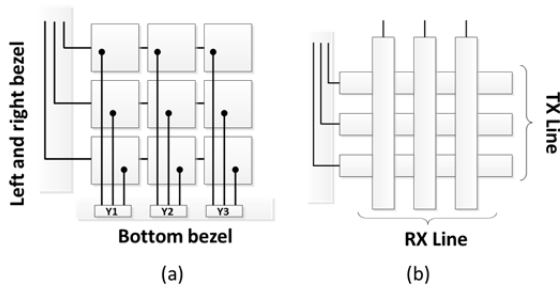 Left and right bezel
Y1 Y2 Y3
Bottom bezel
(a)
TX Line
RX Line
(b)